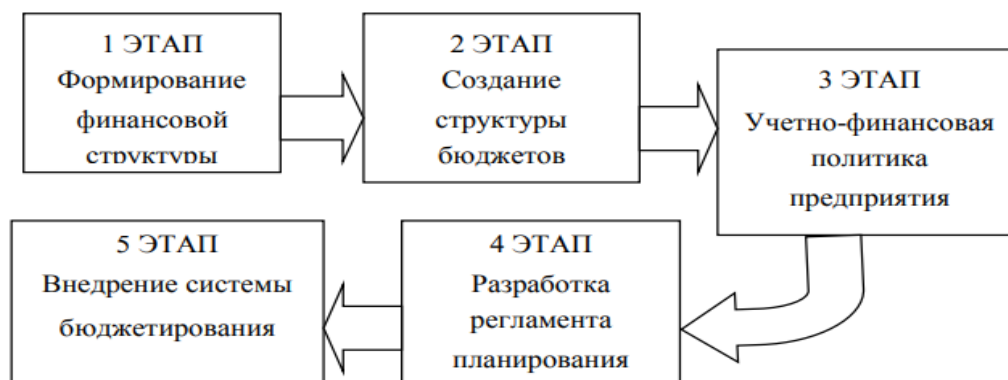 1 ЭТАП
Формирование
финансовой
структуры
2 ЭТАП
Создание
структуры
бюджетов
3 ЭТАП
Учетно-финансовая
политика
предприятия
4 ЭТАП
Разработка
регламента
планирования
5 ЭТАП
Внедрение системы
бюджетирования